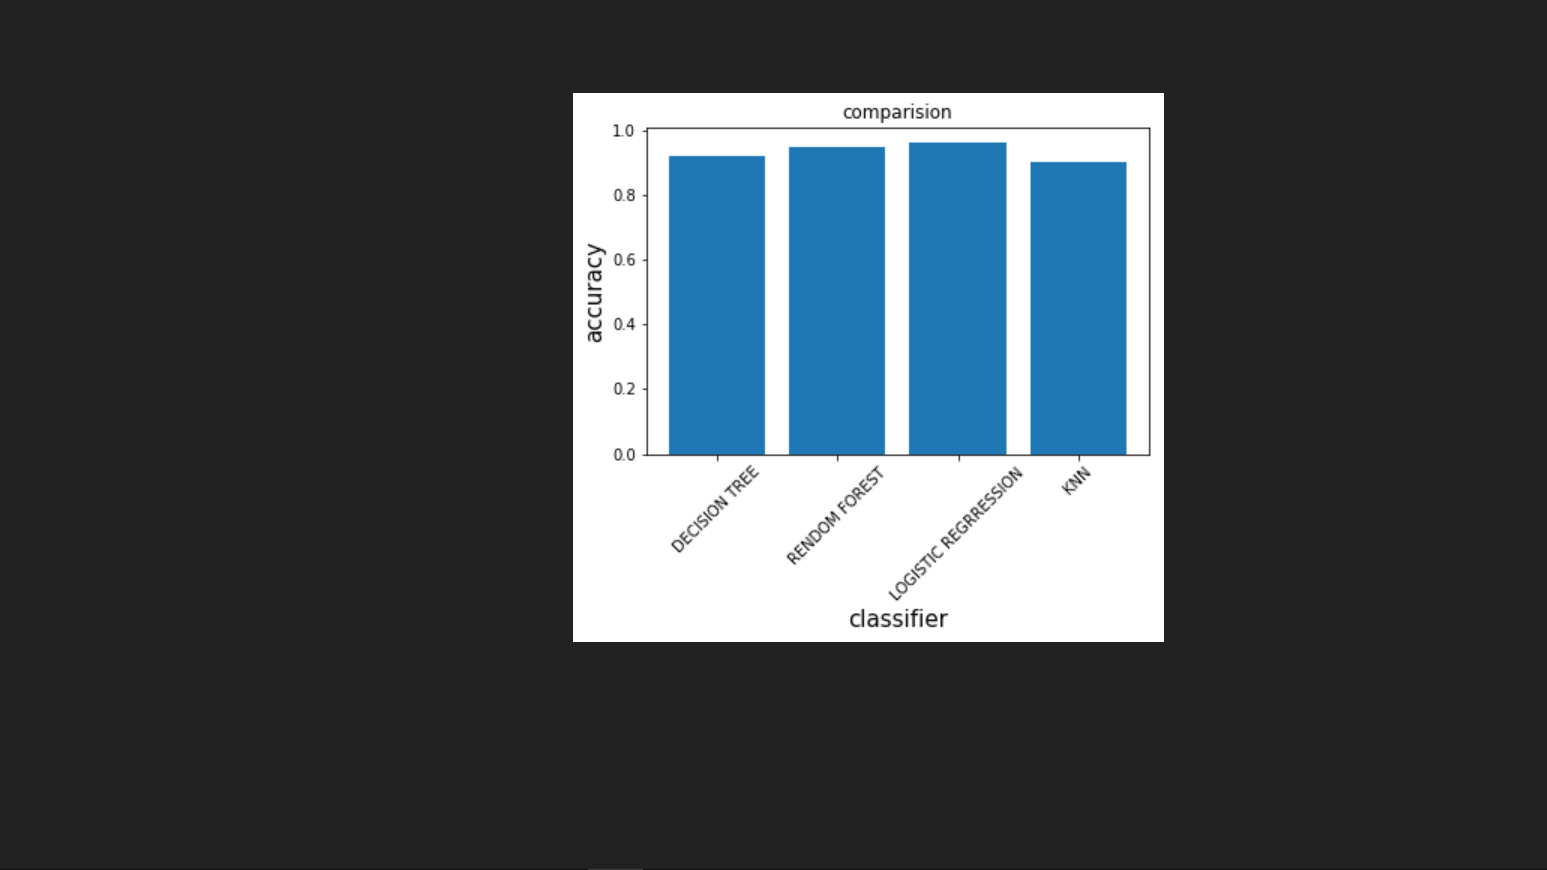 comparision
1.0
0.8
0.6
0.4
0.2
0.0
accuracy
DECISION TREE
RENDOM FOREST
LOGISTIC REGRRESSION
KNN
classifier